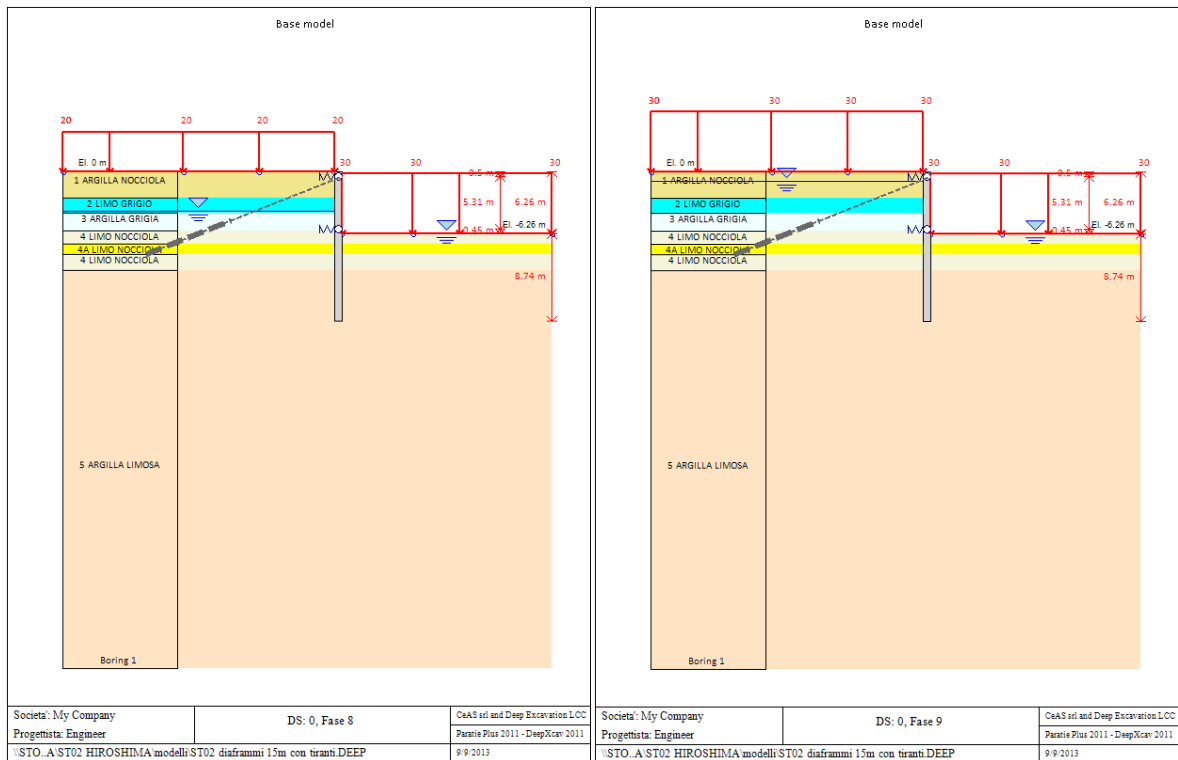 Base model
20
20
20
20
El. 0 m
30
30
30
1 ARGILLA NOCCIOLA
0.5 m
2 LIMO GRIGIO
5.31 m
6.26 m
3 ARGILLA GRIGIA
El. -6.26 m
4 LIMO NOCCIOLA
0.45 m
4A LIMO NOCCIOLA
4 LIMO NOCCIOLA
8.74 m
5 ARGILLA LIMOSA
Boring 1
Societa': My Company
Progettista: Engineer
DS: 0, Fase 8
CeAS srl and Deep Excavation LCC
Paratie Plus 2011 - DeepXcav 2011
\\STO..A\ST02 HIROSHIMA\modelli\ST02 diaframmi 15m con tiranti.DEEP
9/9/2013
Base model
30
30
30
30
El. 0 m
30
30
30
1 ARGILLA NOCCIOLA
0.5 m
2 LIMO GRIGIO
5.31 m
6.26 m
3 ARGILLA GRIGIA
El. -6.26 m
4 LIMO NOCCIOLA
0.45 m
4A LIMO NOCCIOLA
4 LIMO NOCCIOLA
8.74 m
5 ARGILLA LIMOSA
Boring 1
Societa': My Company
Progettista: Engineer
DS: 0, Fase 9
CeAS srl and Deep Excavation LCC
Paratie Plus 2011 - DeepXcav 2011
\\STO..A\ST02 HIROSHIMA\modelli\ST02 diaframmi 15m con tiranti.DEEP
9/9/2013